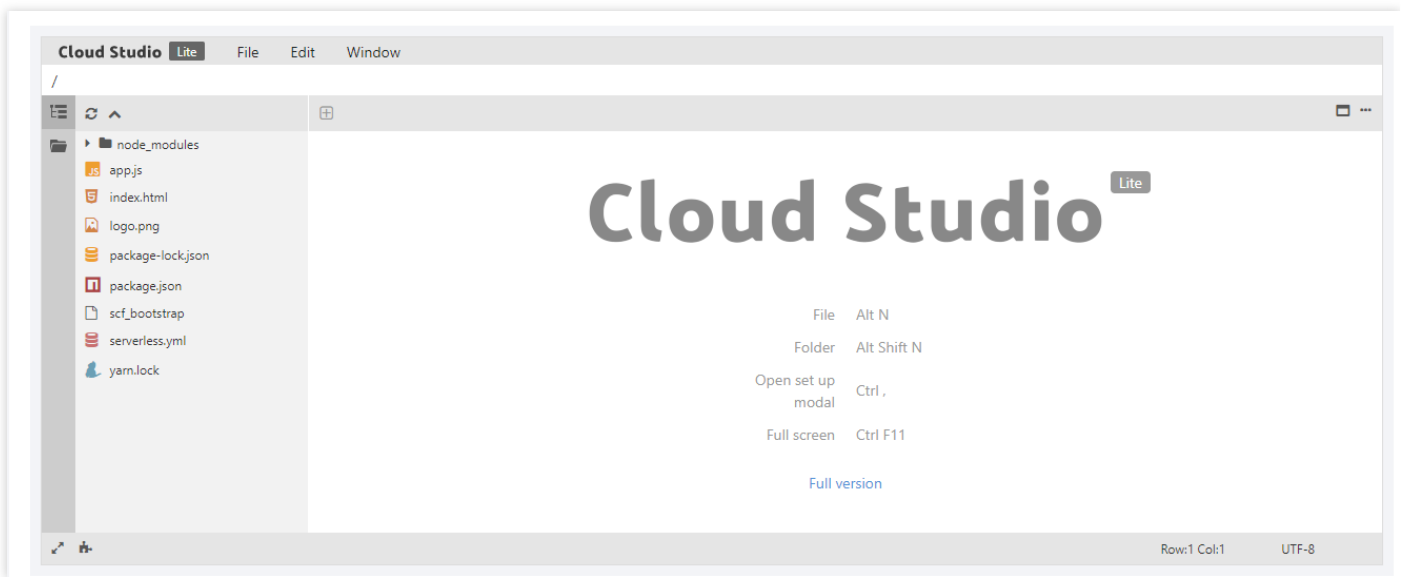 Cloud Studio Lite File Edit Window
/
node_modules
JS app.js
5 index.html
logo.png
package-lock.json
package.json
scf_bootstrap
serverless.yml
yarn.lock
Cloud Studio Lite
File Alt N
Folder Alt Shift N
Open set up
modal Ctrl ,
Full screen Ctrl F11
Full version
Row:1 Col:1 UTF-8